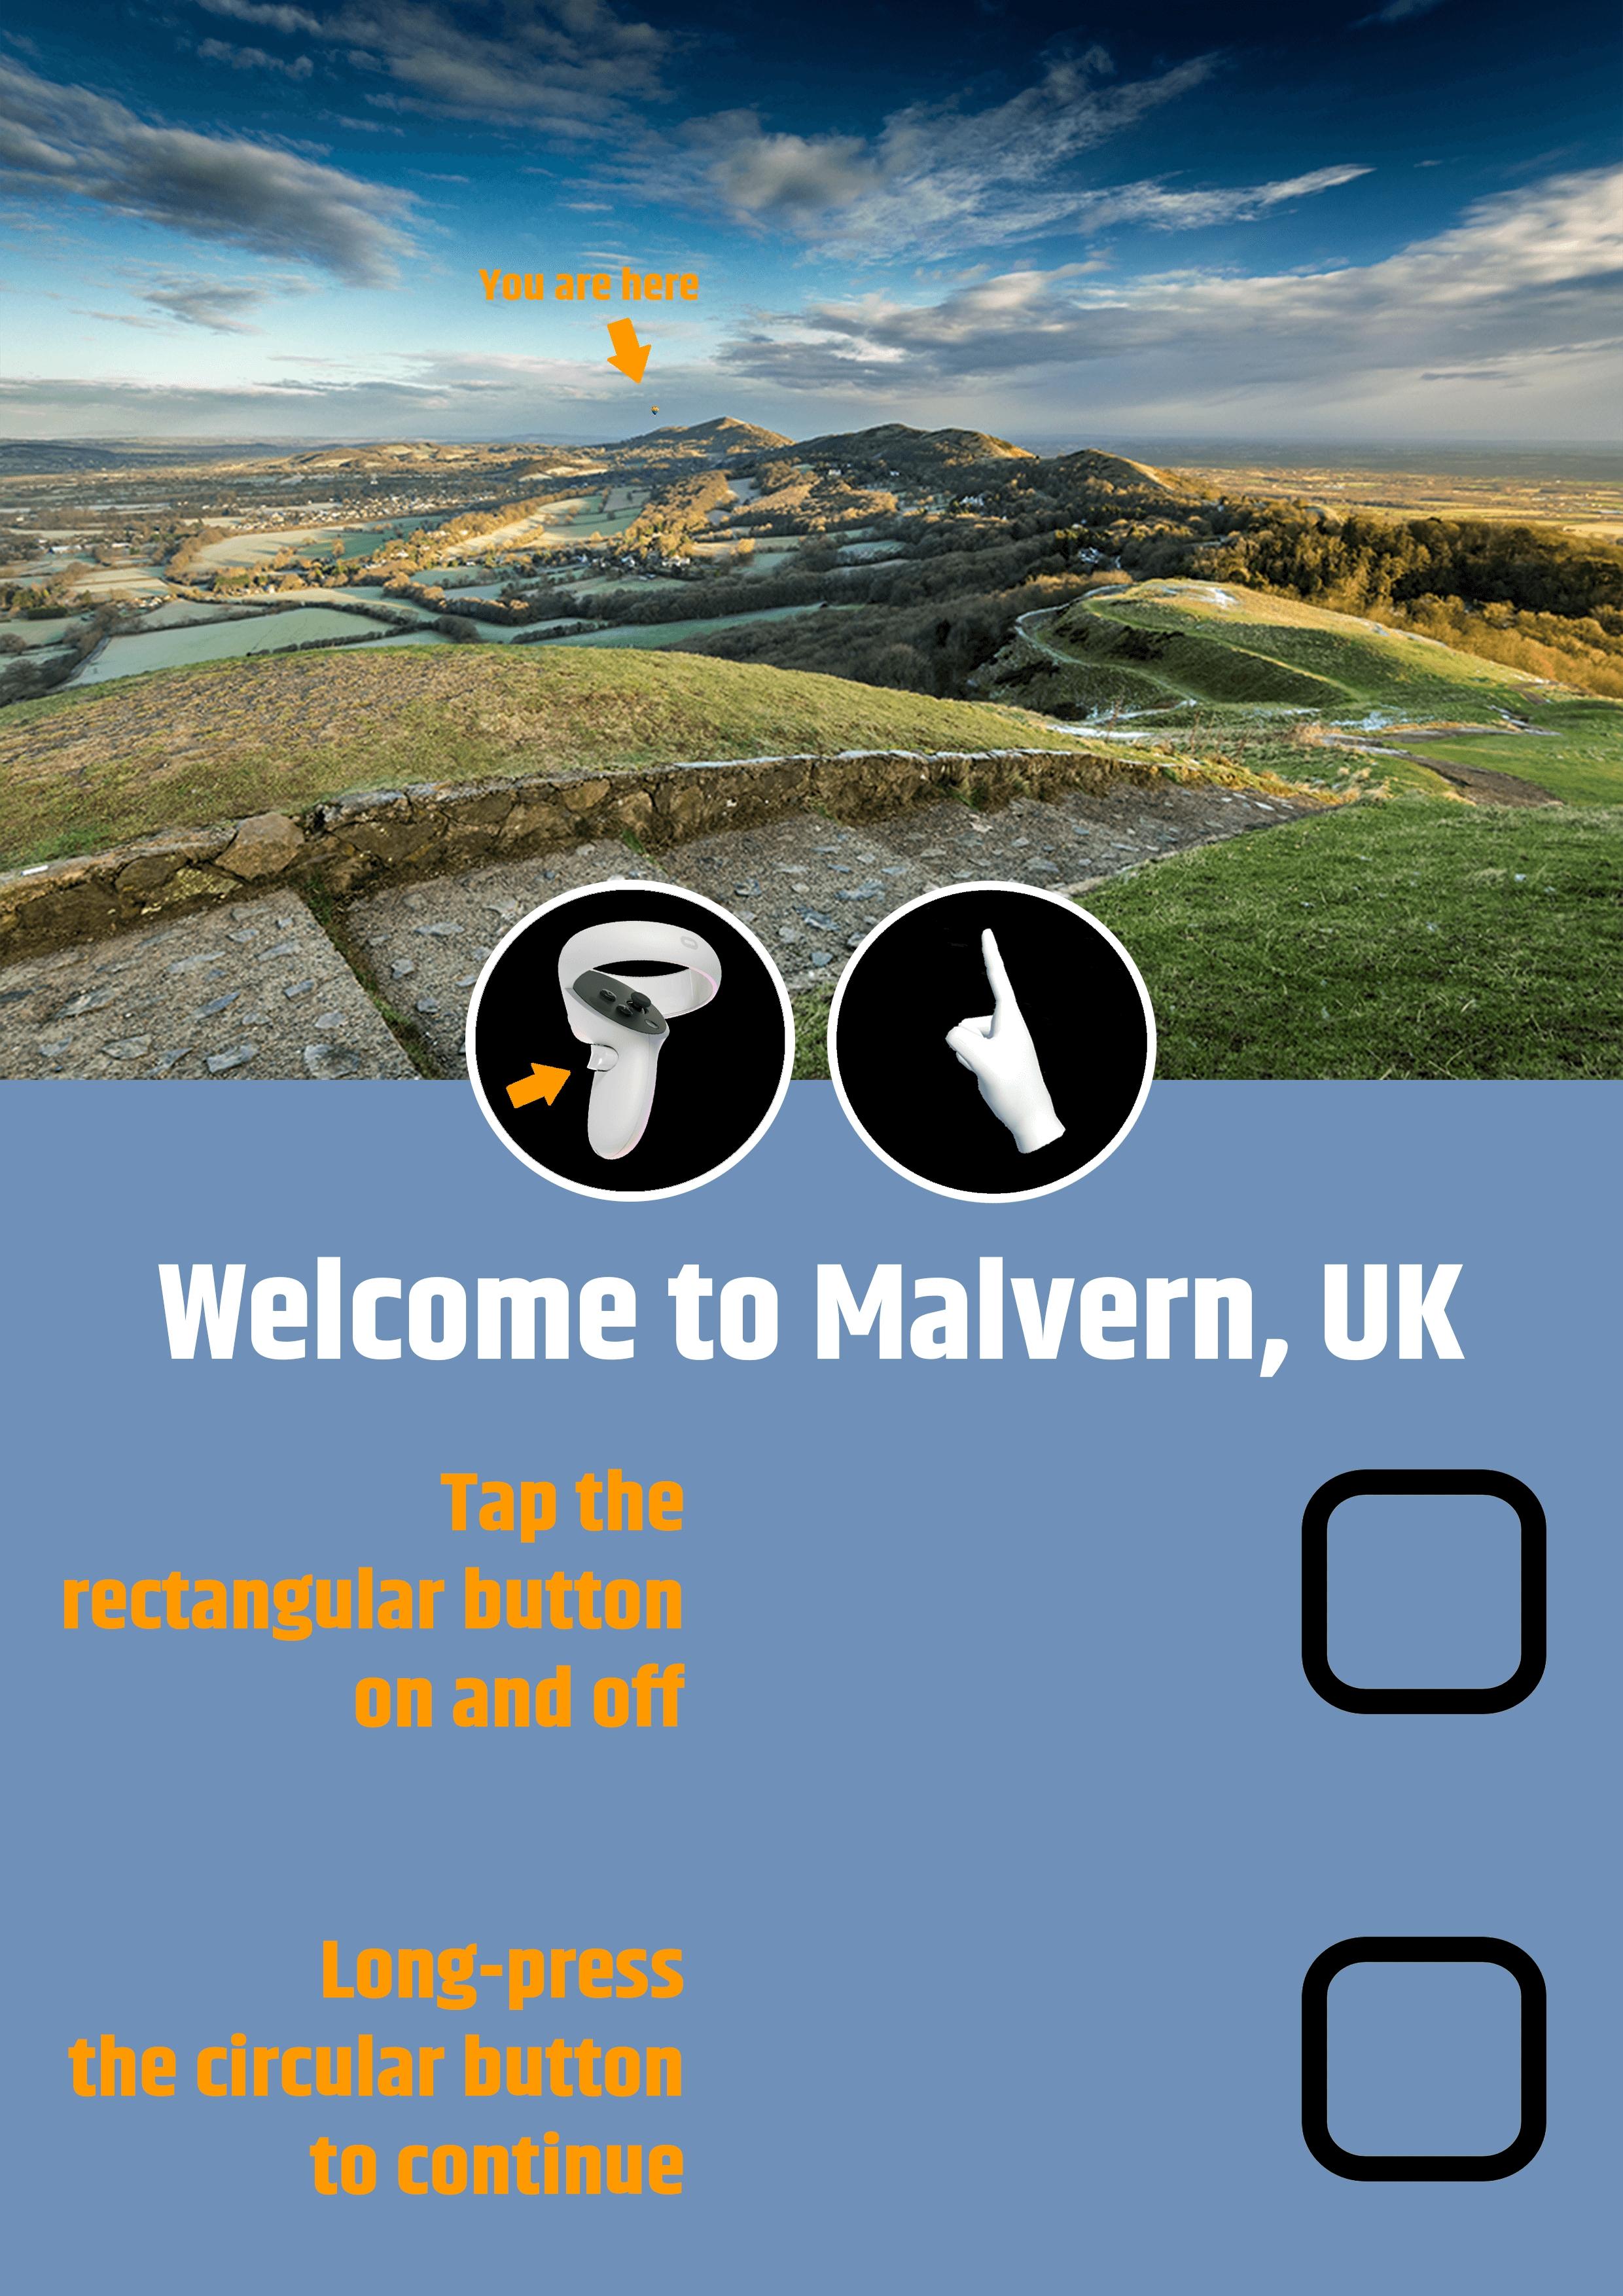 You are here
Welcome to Malvern, UK
Tap the
rectangular button
on and off
Long-press
the circular button
to continue